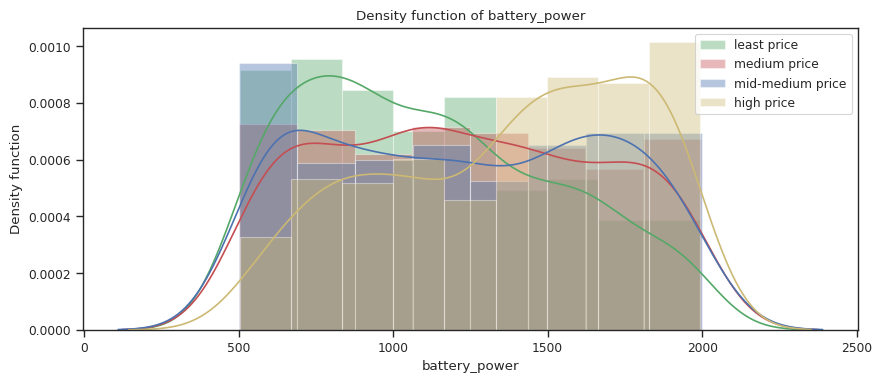 Density function of battery_power
Density function
0.0010
0.0008
0.0006
0.0004
0.0002
0.0000
least price
medium price
mid-medium price
high price
0
500
1000
1500
2000
2500
battery_power